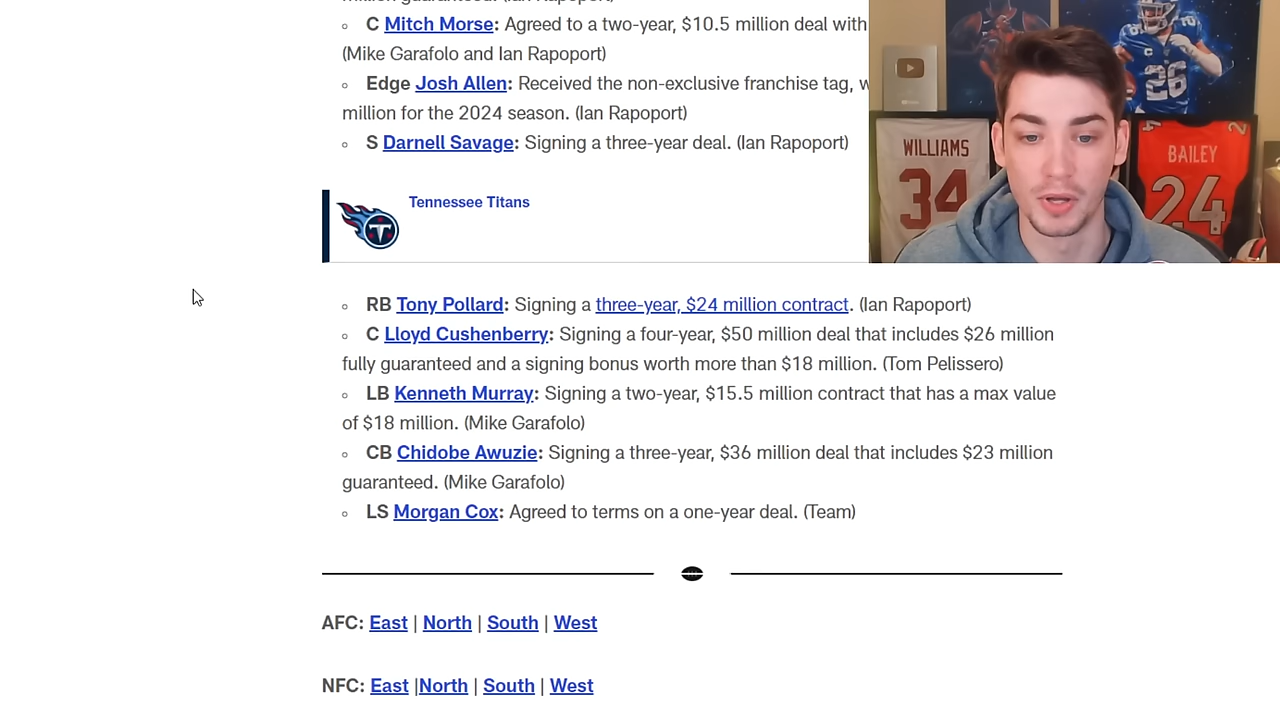 C Mitch Morse: Agreed to a two-year, $10.5 million deal with
(Mike Garafolo and Ian Rapoport)
Edge Josh Allen: Received the non-exclusive franchise tag,
million for the 2024 season. (Ian Rapoport)
S Darnell Savage: Signing a three-year deal. (Ian Rapoport)
26
WILLIAMS
34
BAILEY
24
Tennessee Titans
T
RB Tony Pollard: Signing a three-year, $24 million contract. (Ian Rapoport)
C Lloyd Cushenberry: Signing a four-year, $50 million deal that includes $26 million
fully guaranteed and a signing bonus worth more than $18 million. (Tom Pelissero)
LB Kenneth Murray: Signing a two-year, $15.5 million contract that has a max value
of $18 million. (Mike Garafolo)
CB Chidobe Awuzie: Signing a three-year, $36 million deal that includes $23 million
guaranteed. (Mike Garafolo)
LS Morgan Cox: Agreed to terms on a one-year deal. (Team)
AFC: East | North | South | West
NFC: East |North | South | West